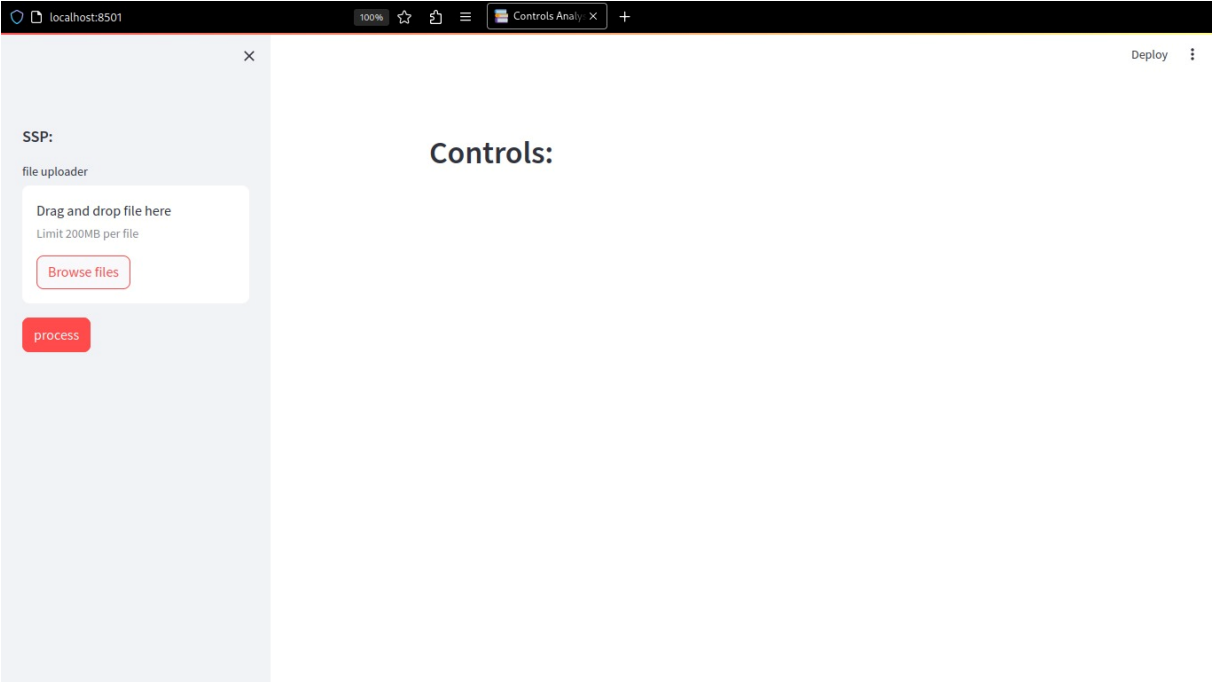 localhost:8501
100%
Controls Analy
Deploy
SSP:
file uploader
Drag and drop file here
Limit 200MB per file
Browse files
process
Controls: